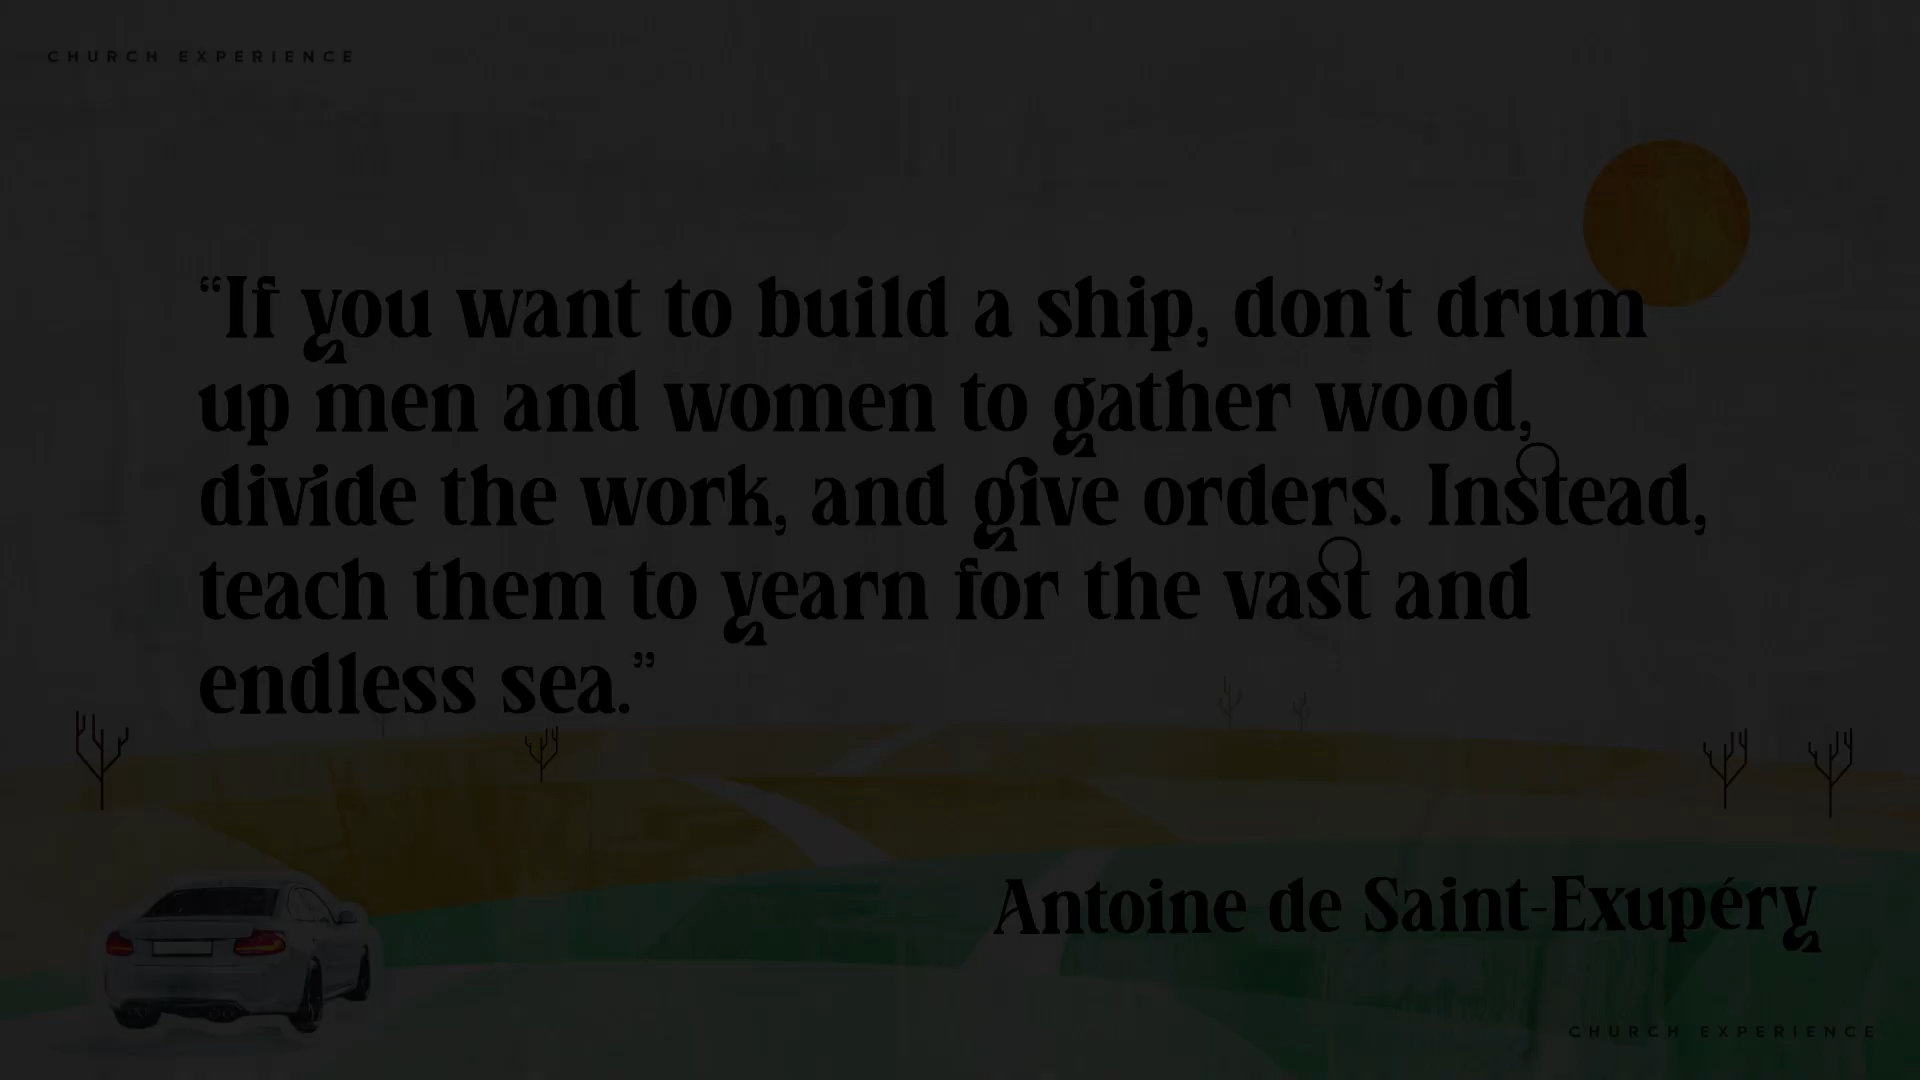 CHURCH EXPERIENCE
“If you want to build a ship, don’t drum
up men and women to gather wood,
divide the work, and give orders. Instead,
teach them to yearn for the vast and
endless sea.”
Antoine de Saint-Exupéry
CHURCH EXPERIENCE